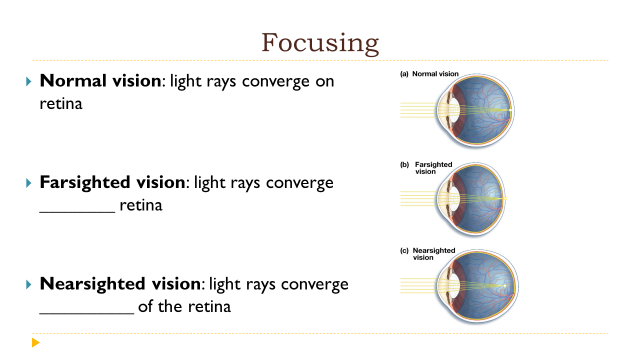 Focusing
Normal vision: light rays converge on
retina
Farsighted vision: light rays converge
________ retina
Nearsighted vision: light rays converge
__________ of the retina
(a) Normal vision
(b) Farsighted
vision
(c) Nearsighted
vision